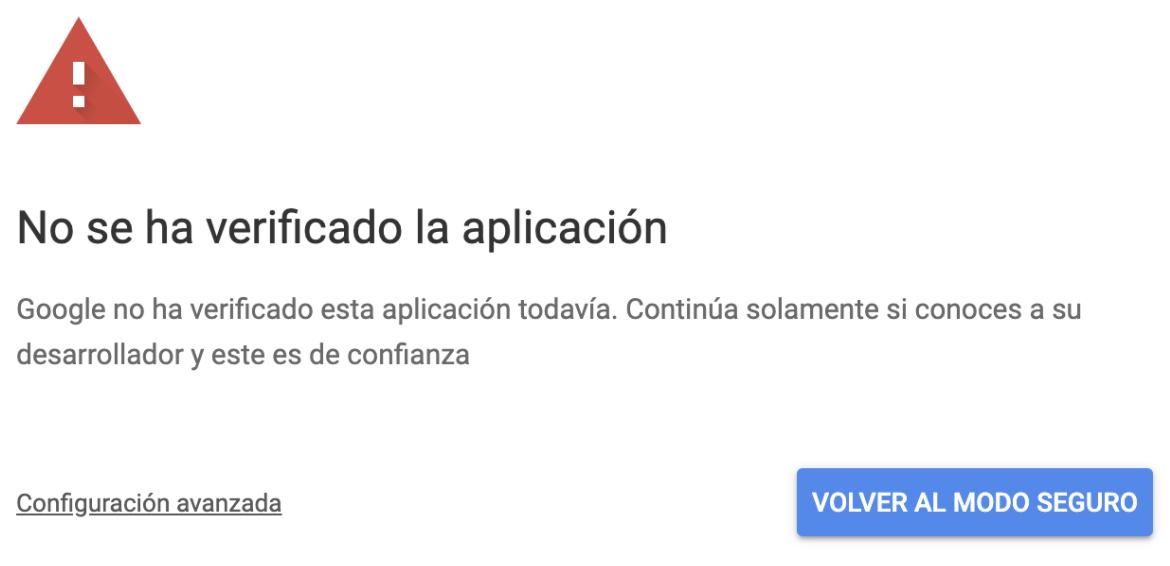 No se ha verificado la aplicación
Google no ha verificado esta aplicación todavía. Continúa solamente si conoces a su
desarrollador y este es de confianza
Configuración avanzada
VOLVER AL MODO SEGURO